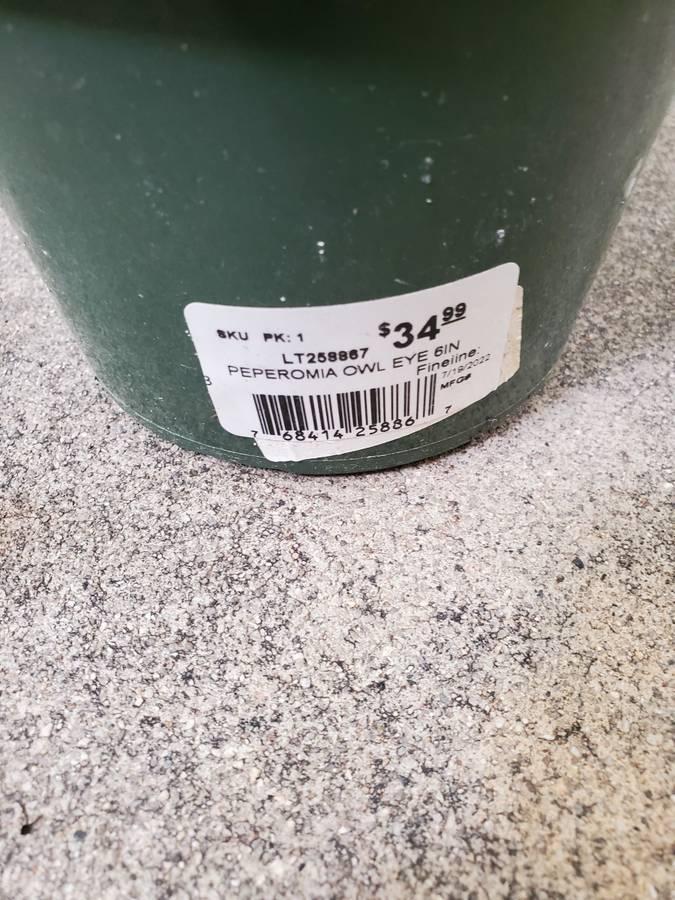 SKU PK: 1 $34.99
LT258867
PEPEROMIA OWL EYE 6IN
Fineline:
7/19/2022
MFG#
7 68414 25886 7